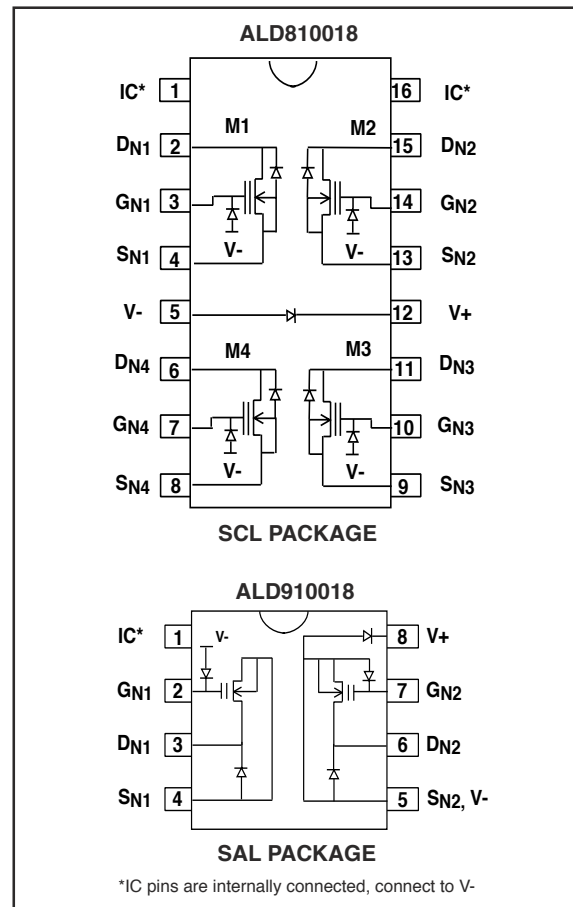 ALD810018
IC* 1 16 IC*
M1 M2
DN1 2 15 DN2
GN1 3 14 GN2
V- V-
SN1 4 13 SN2
V- 5 12 V+
M4 M3
DN4 6 11 DN3
GN4 7 10 GN3
V- V-
SN4 8 9 SN3
SCL PACKAGE
ALD910018
IC* 1 V- 8 V+
GN1 2 7 GN2
DN1 3 6 DN2
SN1 4 5 SN2, V-
SAL PACKAGE
*IC pins are internally connected, connect to V-